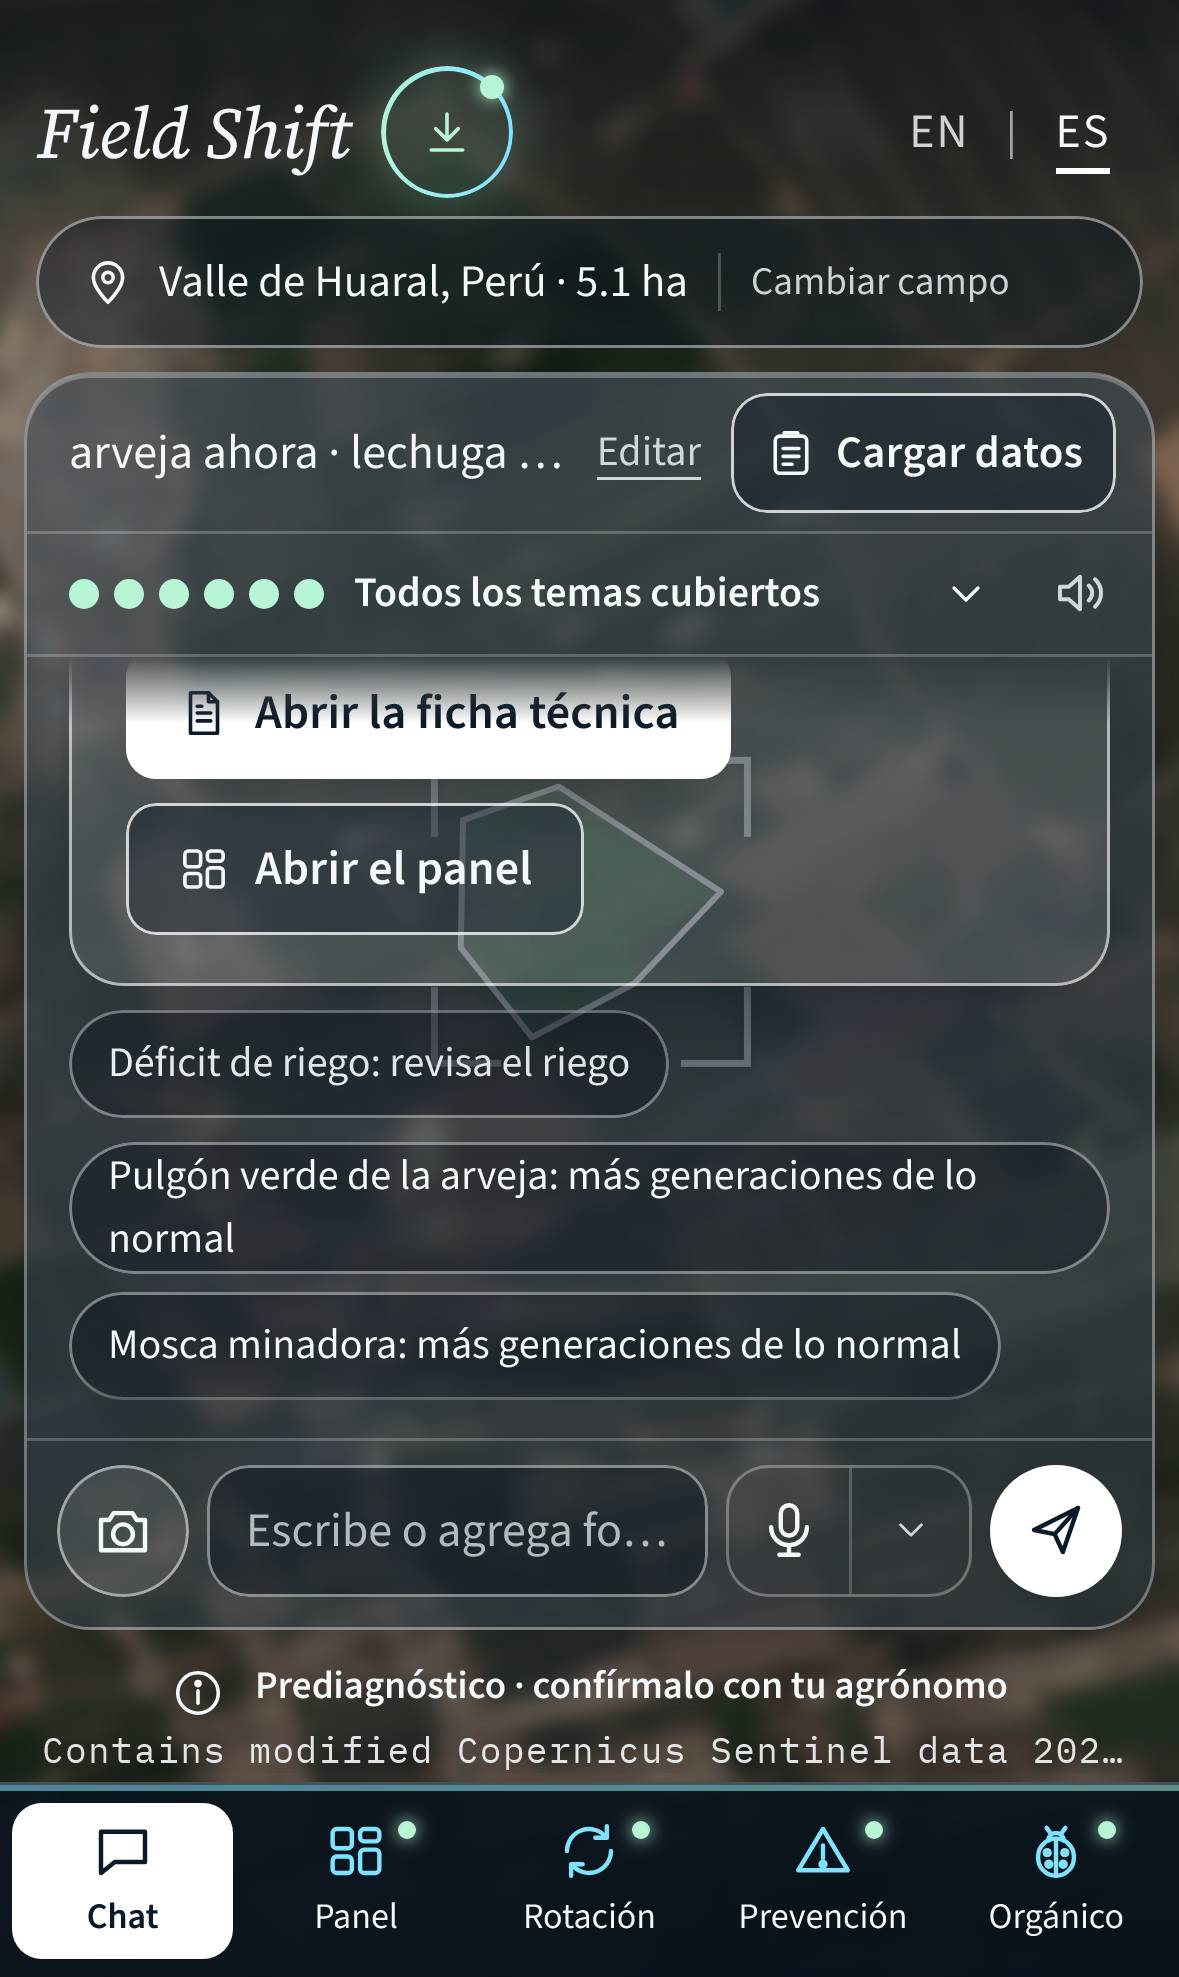 Field Shift
EN | ES
Valle de Huaral, Perú · 5.1 ha | Cambiar campo
arveja ahora · lechuga … Editar Cargar datos
Todos los temas cubiertos
Abrir la ficha técnica
Abrir el panel
Déficit de riego: revisa el riego
Pulgón verde de la arveja: más generaciones de lo
normal
Mosca minadora: más generaciones de lo normal
Escribe o agrega fo…
Prediagnóstico · confírmalo con tu agrónomo
Contains modified Copernicus Sentinel data 202…
Chat Panel Rotación Prevención Orgánico